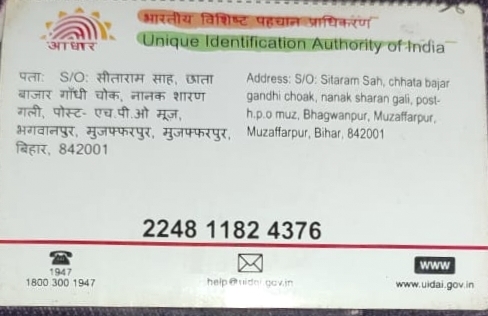 भारतीय विशिष्ट पहचान प्राधिकरण
Unique Identification Authority of India
आधार
पता: S/O: सीताराम साह, छाता
बाजार गाँधी चोक, नानक शारण
गली, पोस्ट- एच.पी.ओ मूज,
भगवानपुर, मुजफ्फरपुर, मुजफ्फरपुर,
बिहार, 842001
Address: S/O: Sitaram Sah, chhata bajar
gandhi choak, nanak sharan gali, post-
h.p.o muz, Bhagwanpur, Muzaffarpur,
Muzaffarpur, Bihar, 842001
2248 1182 4376
1947
1800 300 1947
help@uidai.gov.in
www
www.uidai.gov.in